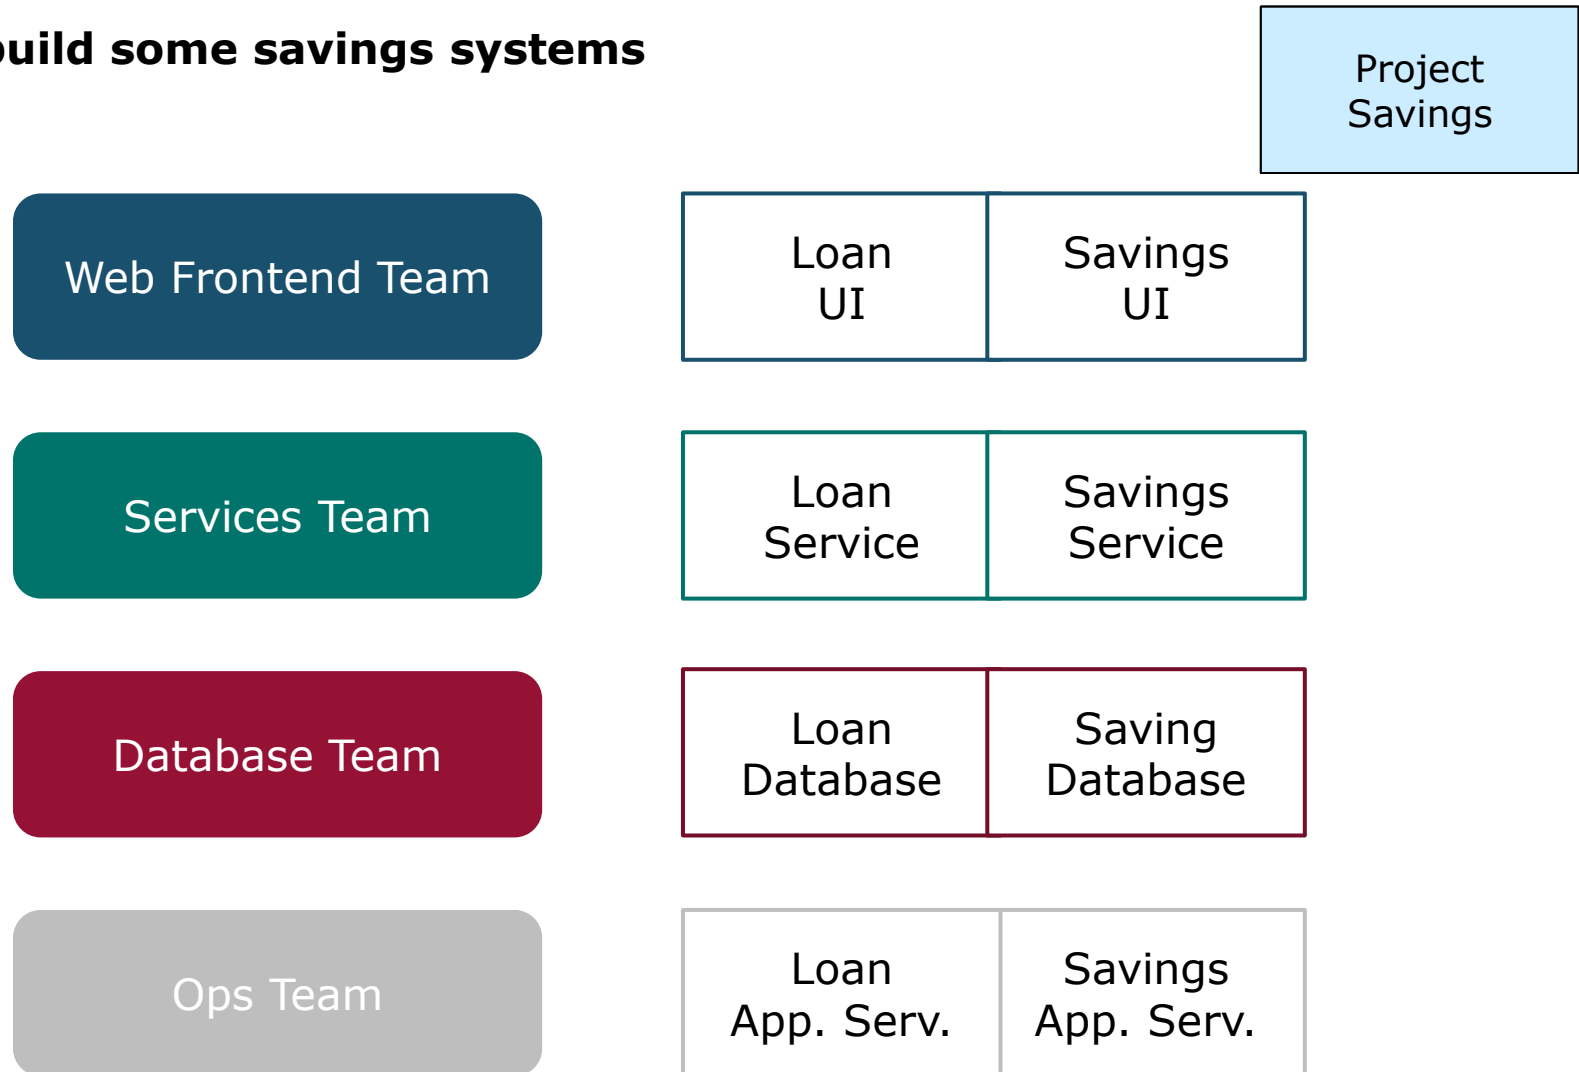 build some savings systems
Project
Savings
Web Frontend Team
Loan
UI
Savings
UI
Services Team
Loan
Service
Savings
Service
Database Team
Loan
Database
Saving
Database
Ops Team
Loan
App. Serv.
Savings
App. Serv.